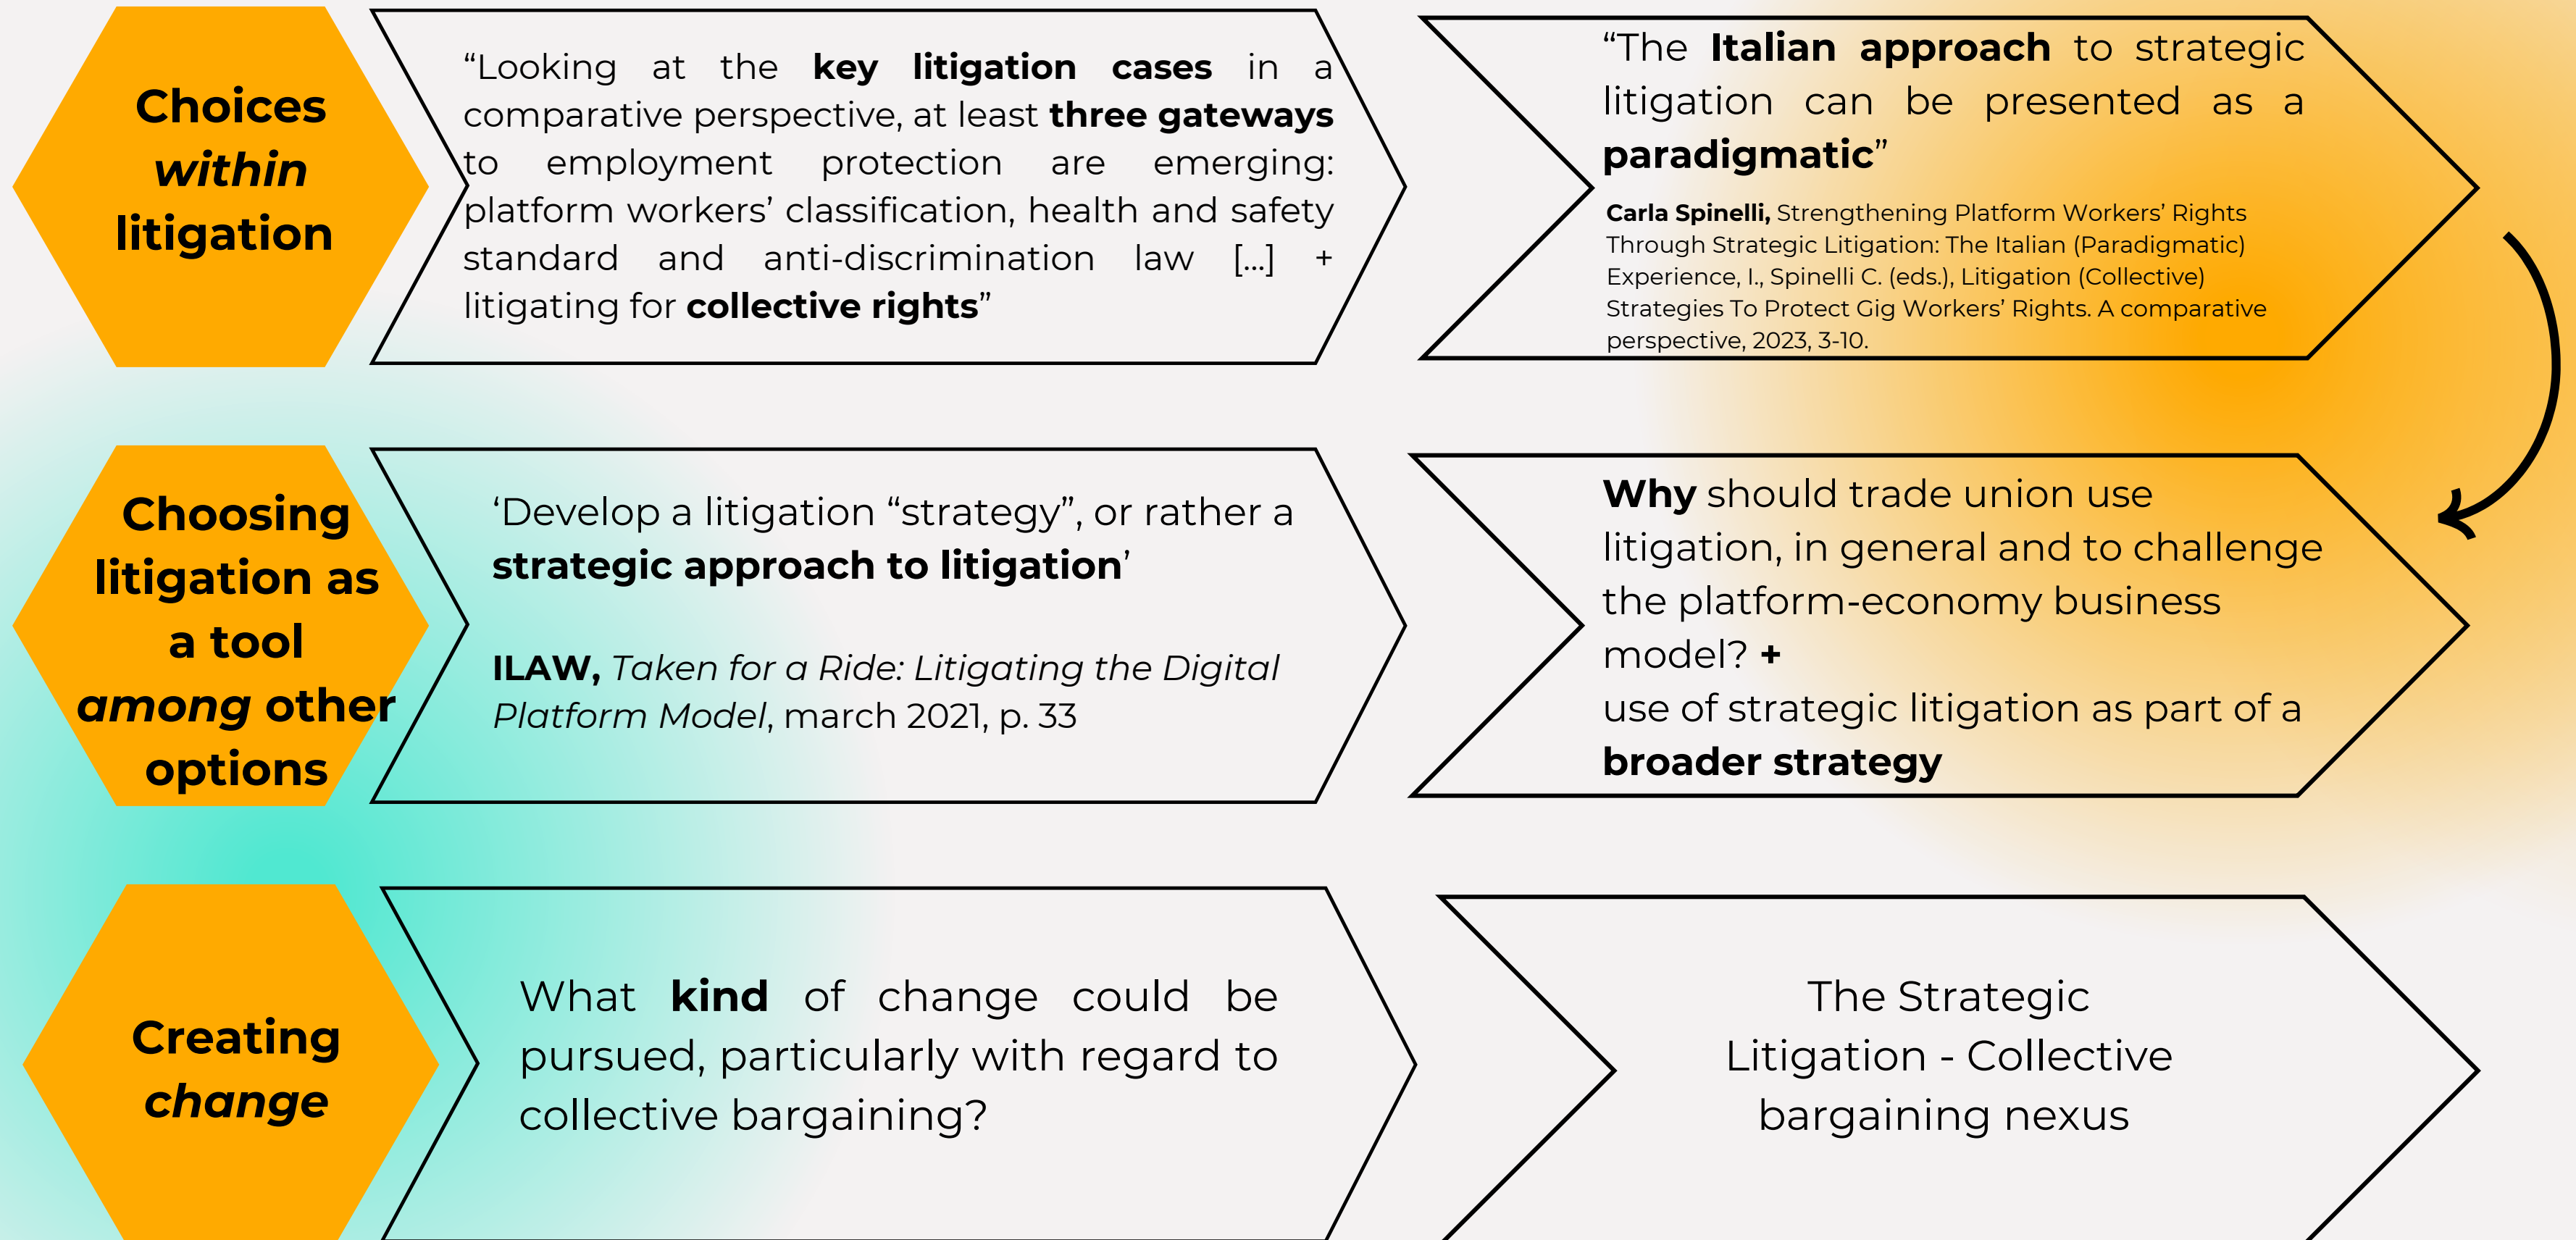 Choices
within
litigation
“Looking at the key litigation cases in a
comparative perspective, at least three gateways
to employment protection are emerging:
platform workers’ classification, health and safety
standard and anti-discrimination law [...] +
litigating for collective rights”
“The Italian approach to strategic
litigation can be presented as a
paradigmatic”
Carla Spinelli, Strengthening Platform Workers’ Rights
Through Strategic Litigation: The Italian (Paradigmatic)
Experience, I., Spinelli C. (eds.), Litigation (Collective)
Strategies To Protect Gig Workers’ Rights. A comparative
perspective, 2023, 3-10.
Choosing
litigation as
a tool
among other
options
‘Develop a litigation “strategy”, or rather a
strategic approach to litigation’
ILAW, Taken for a Ride: Litigating the Digital
Platform Model, march 2021, p. 33
Why should trade union use
litigation, in general and to challenge
the platform-economy business
model? +
use of strategic litigation as part of a
broader strategy
Creating
change
What kind of change could be
pursued, particularly with regard to
collective bargaining?
The Strategic
Litigation - Collective
bargaining nexus